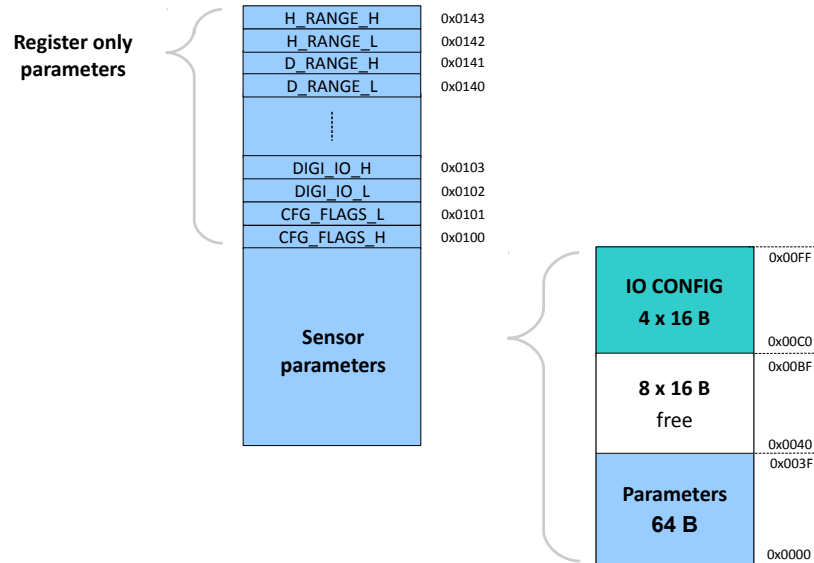 Register only
parameters
H_RANGE_H 0x0143
H_RANGE_L 0x0142
D_RANGE_H 0x0141
D_RANGE_L 0x0140
DIGI_IO_H 0x0103
DIGI_IO_L 0x0102
CFG_FLAGS_L 0x0101
CFG_FLAGS_H 0x0100
Sensor
parameters
0x00FF
IO CONFIG
4 x 16 B
0x00C0
0x00BF
8 x 16 B
free
0x0040
0x003F
Parameters
64 B
0x0000